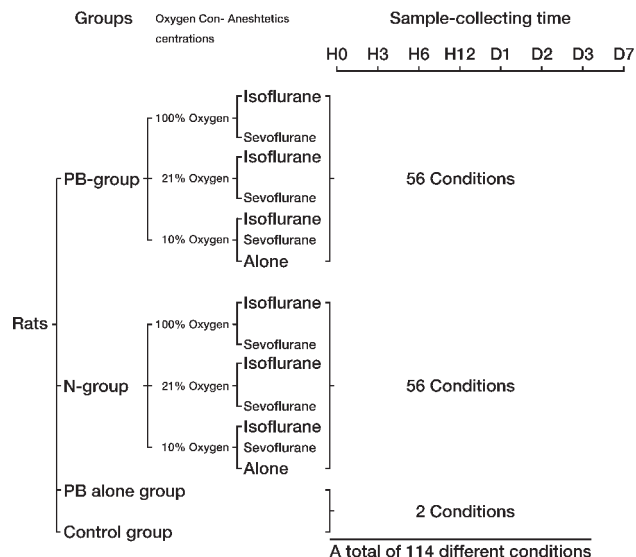 Groups Oxygen Con- Aneshtetics Sample-collecting time
centrations
H0 H3 H6 H12 D1 D2 D3 D7
Isoflurane
100% Oxygen
Sevoflurane
Isoflurane
PB-group 21% Oxygen 56 Conditions
Sevoflurane
Isoflurane
10% Oxygen Sevoflurane
Alone
Isoflurane
Rats 100% Oxygen
Sevoflurane
Isoflurane
N-group 21% Oxygen 56 Conditions
Sevoflurane
Isoflurane
10% Oxygen Sevoflurane
Alone
PB alone group
2 Conditions
Control group
A total of 114 different conditions